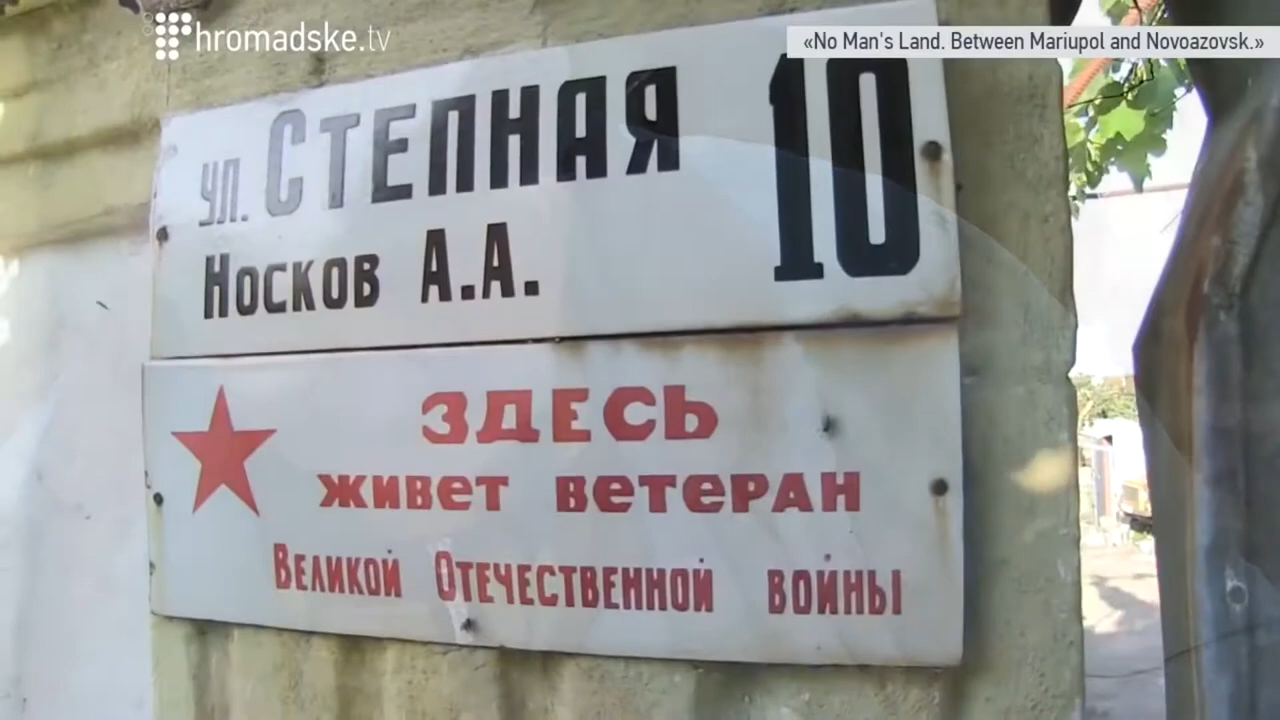 hromadske.tv
«No Man's Land. Between Mariupol and Novoazovsk.»
ул. Степная 10
Носков А.А.
ЗДЕСЬ
живет ветеран
Великой Отечественной войны